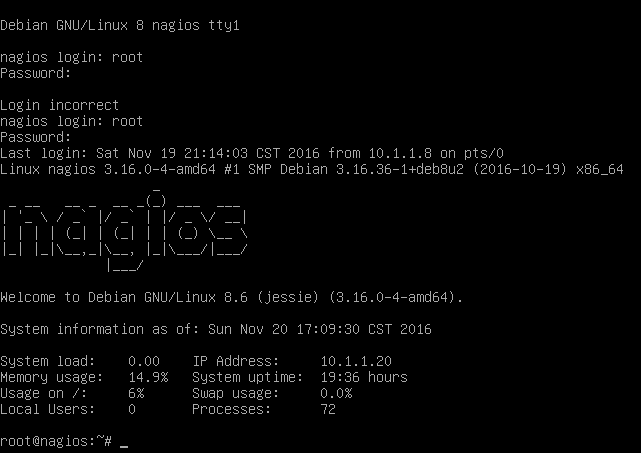 Debian GNU/Linux 8 nagios tty1
nagios login: root
Password:
Login incorrect
nagios login: root
Password:
Last login: Sat Nov 19 21:14:03 CST 2016 from 10.1.1.8 on pts/0
Linux nagios 3.16.0-4-amd64 #1 SMP Debian 3.16.36-1+deb8u2 (2016-10-19) x86_64
nagios
Welcome to Debian GNU/Linux 8.6 (jessie) (3.16.0-4-amd64).
System information as of: Sun Nov 20 17:09:30 CST 2016
System load: 0.00 IP Address: 10.1.1.20
Memory usage: 14.9% System uptime: 19:36 hours
Usage on /: 6% Swap usage: 0.0%
Local Users: 0 Processes: 72
root@nagios:~# _